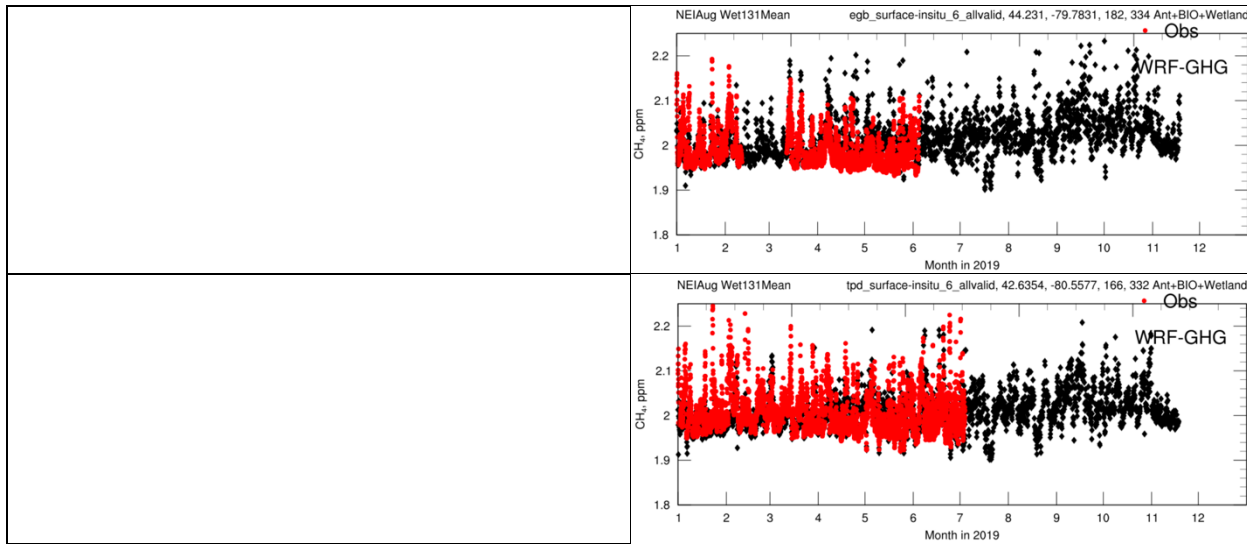 NEIAug Wet131Mean egb_surface-insitu_6_allvalid, 44.231, -79.7831, 182, 334 Ant+BIO+Wetland
Obs
WRF-GHG
2.2
2.1
2
1.9
1.8
CH₄, ppm
1 2 3 4 5 6 7 8 9 10 11 12
Month in 2019
NEIAug Wet131Mean tpd_surface-insitu_6_allvalid, 42.6354, -80.5577, 166, 332 Ant+BIO+Wetland
Obs
WRF-GHG
2.2
2.1
2
1.9
1.8
CH₄, ppm
1 2 3 4 5 6 7 8 9 10 11 12
Month in 2019